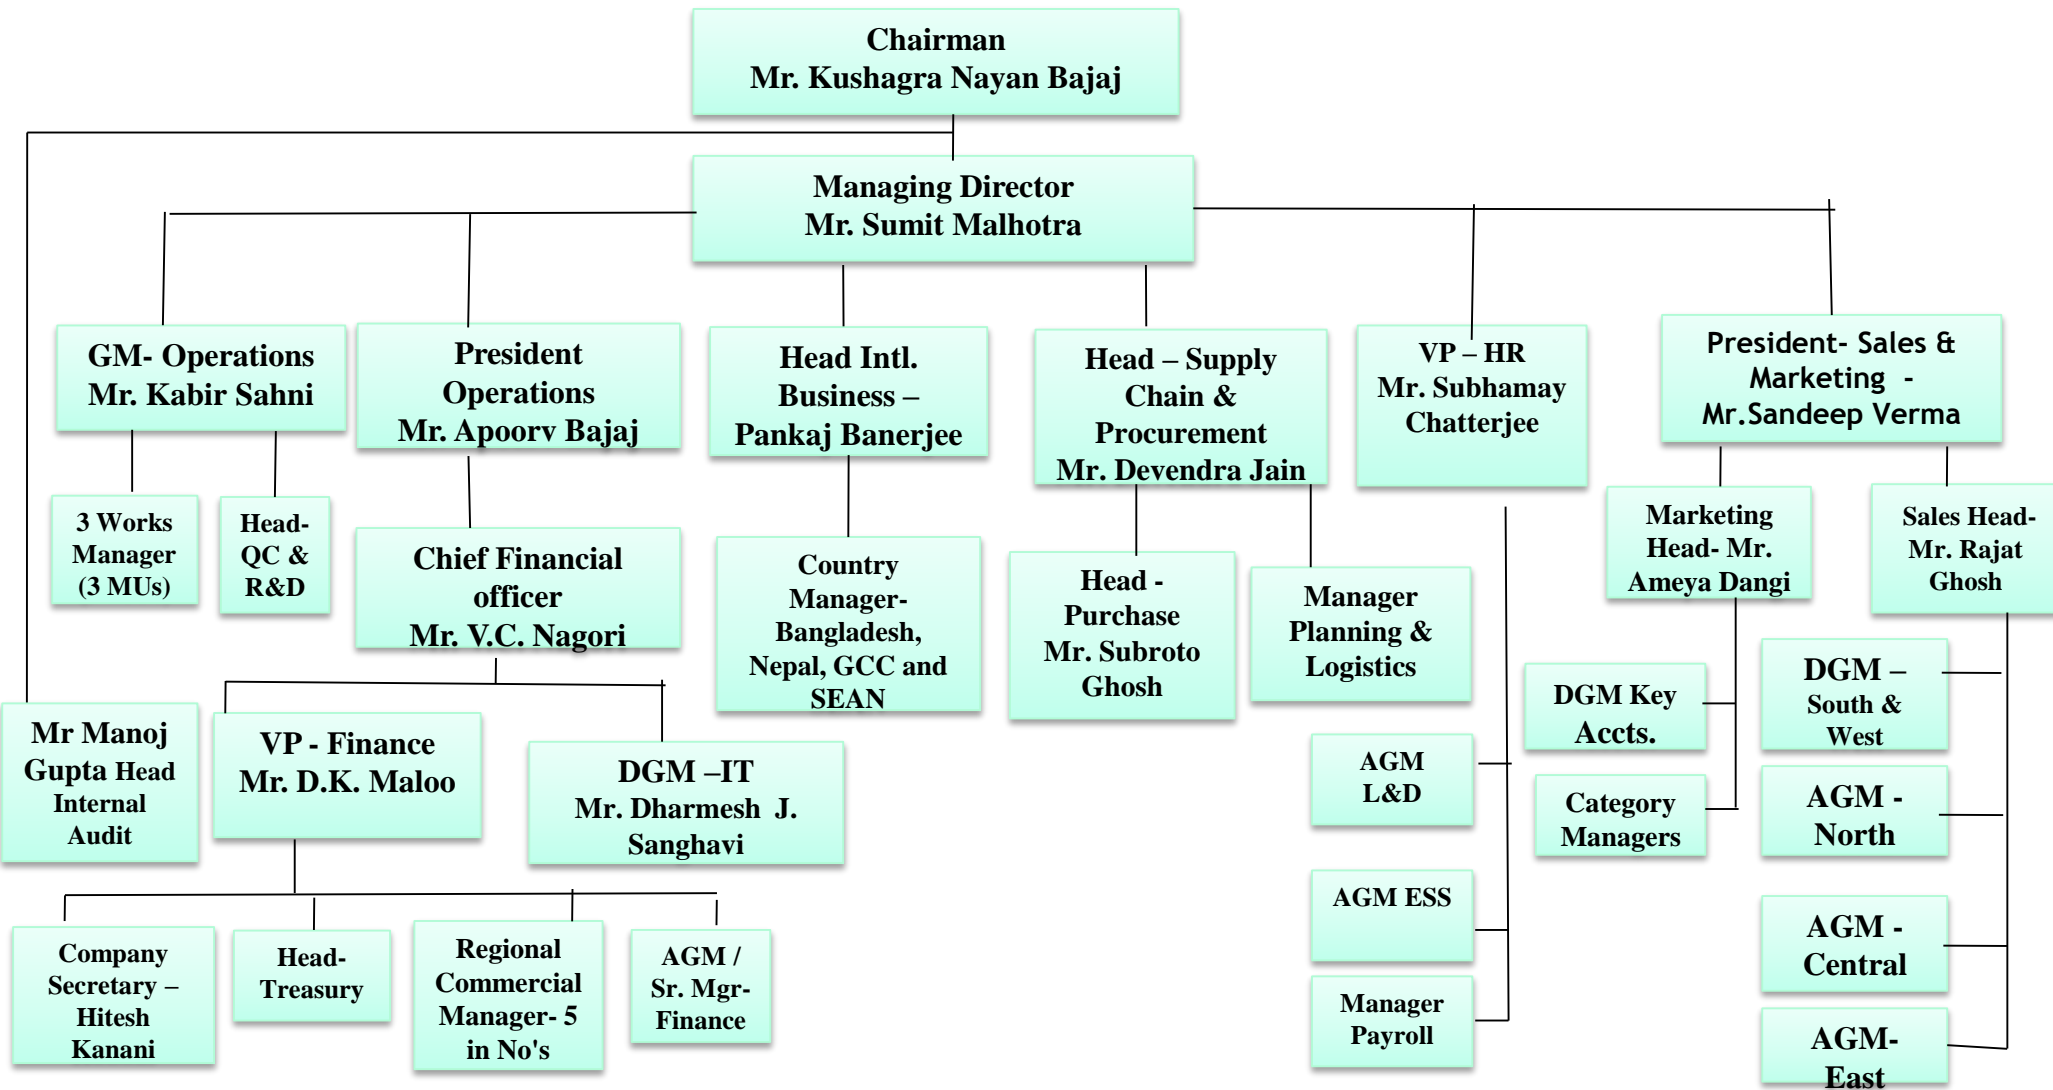 Chairman
Mr. Kushagra Nayan Bajaj
Managing Director
Mr. Sumit Malhotra
GM- Operations
Mr. Kabir Sahni
President
Operations
Mr. Apoorv Bajaj
Head Intl.
Business –
Pankaj Banerjee
Head – Supply
Chain &
Procurement
Mr. Devendra Jain
VP – HR
Mr. Subhamay
Chatterjee
President- Sales &
Marketing -
Mr.Sandeep Verma
3 Works
Manager
(3 MUs)
Head-
QC &
R&D
Chief Financial
officer
Mr. V.C. Nagori
Country
Manager-
Bangladesh,
Nepal, GCC and
SEAN
Head -
Purchase
Mr. Subroto
Ghosh
Manager
Planning &
Logistics
Marketing
Head- Mr.
Ameya Dangi
Sales Head-
Mr. Rajat
Ghosh
Mr Manoj
Gupta Head
Internal
Audit
VP - Finance
Mr. D.K. Maloo
DGM –IT
Mr. Dharmesh J.
Sanghavi
AGM
L&D
DGM Key
Accts.
Category
Managers
DGM –
South &
West
AGM -
North
AGM ESS
AGM -
Central
Company
Secretary –
Hitesh
Kanani
Head-
Treasury
Regional
Commercial
Manager- 5
in No's
AGM /
Sr. Mgr-
Finance
Manager
Payroll
AGM-
East